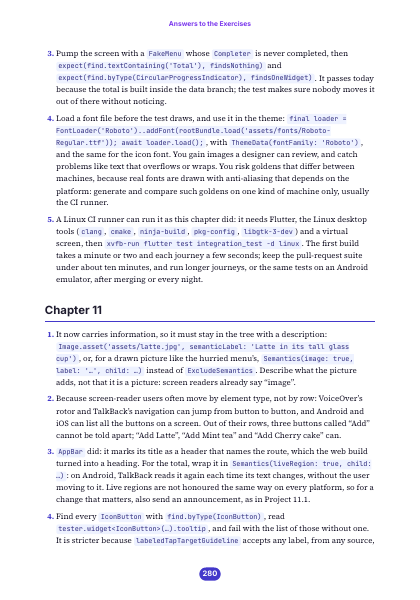 Answers to the Exercises
3. Pump the screen with a FakeMenu whose Completer is never completed, then
expect(find.textContaining('Total'), findsNothing) and
expect(find.byType(CircularProgressIndicator), findsOneWidget). It passes today
because the total is built inside the data branch; the test makes sure nobody moves it
out of there without noticing.
4. Load a font file before the test draws, and use it in the theme: final loader =
FontLoader('Roboto')..addFont(rootBundle.load('assets/fonts/Roboto-
Regular.ttf')); await loader.load();, with ThemeData(fontFamily: 'Roboto'),
and the same for the icon font. You gain images a designer can review, and catch
problems like text that overflows or wraps. You risk goldens that differ between
machines, because real fonts are drawn with anti-aliasing that depends on the
platform: generate and compare such goldens on one kind of machine only, usually
the CI runner.
5. A Linux CI runner can run it as this chapter did: it needs Flutter, the Linux desktop
tools (clang, cmake, ninja-build, pkg-config, libgtk-3-dev) and a virtual
screen, then xvfb-run flutter test integration_test -d linux. The first build
takes a minute or two and each journey a few seconds; keep the pull-request suite
under about ten minutes, and run longer journeys, or the same tests on an Android
emulator, after merging or every night.
Chapter 11
1. It now carries information, so it must stay in the tree with a description:
Image.asset('assets/latte.jpg', semanticLabel: 'Latte in its tall glass
cup'), or, for a drawn picture like the hurried menu's, Semantics(image: true,
label: '…', child: …) instead of ExcludeSemantics. Describe what the picture
adds, not that it is a picture: screen readers already say "image".
2. Because screen-reader users often move by element type, not by row: VoiceOver's
rotor and TalkBack's navigation can jump from button to button, and Android and
iOS can list all the buttons on a screen. Out of their rows, three buttons called "Add"
cannot be told apart; "Add Latte", "Add Mint tea" and "Add Cherry cake" can.
3. AppBar did: it marks its title as a header that names the route, which the web build
turned into a heading. For the total, wrap it in Semantics(liveRegion: true, child:
…): on Android, TalkBack reads it again each time its text changes, without the user
moving to it. Live regions are not honoured the same way on every platform, so for a
change that matters, also send an announcement, as in Project 11.1.
4. Find every IconButton with find.byType(IconButton), read
tester.widget<IconButton>(…).tooltip, and fail with the list of those without one.
It is stricter because labeledTapTargetGuideline accepts any label, from any source,
280